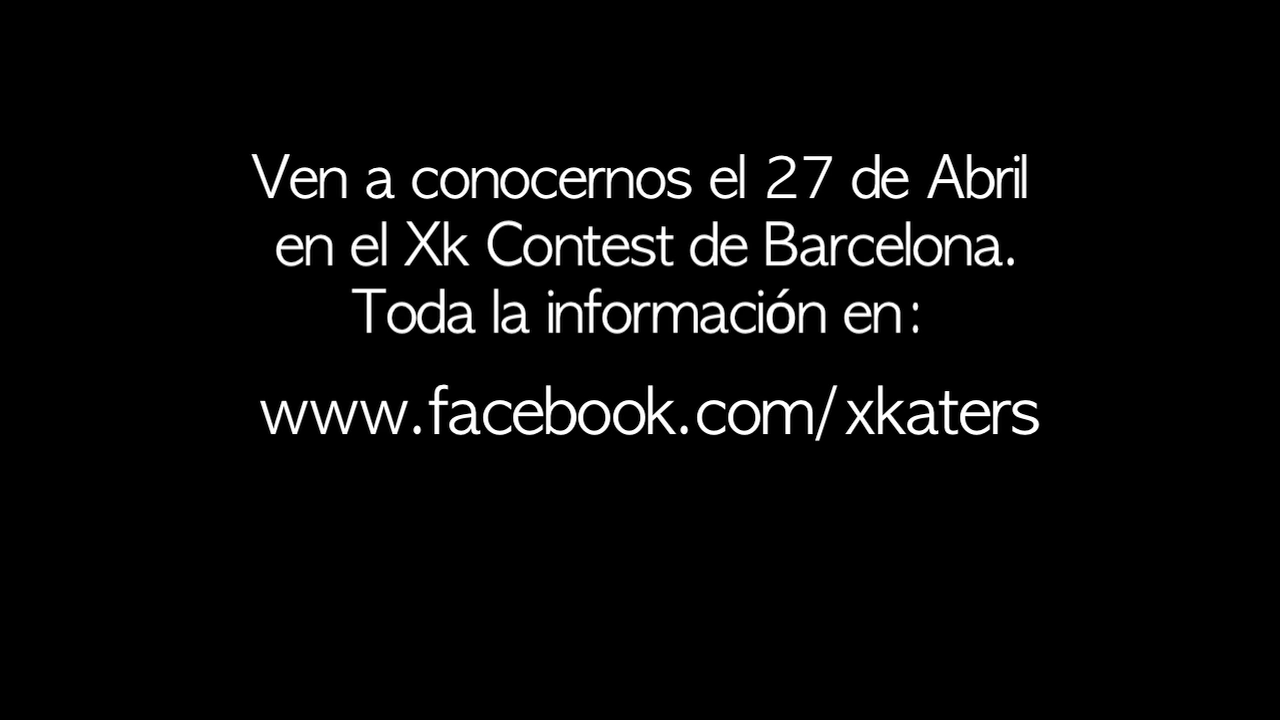 Ven a conocernos el 27 de Abril
en el Xk Contest de Barcelona.
Toda la información en:
www.facebook.com/xkaters